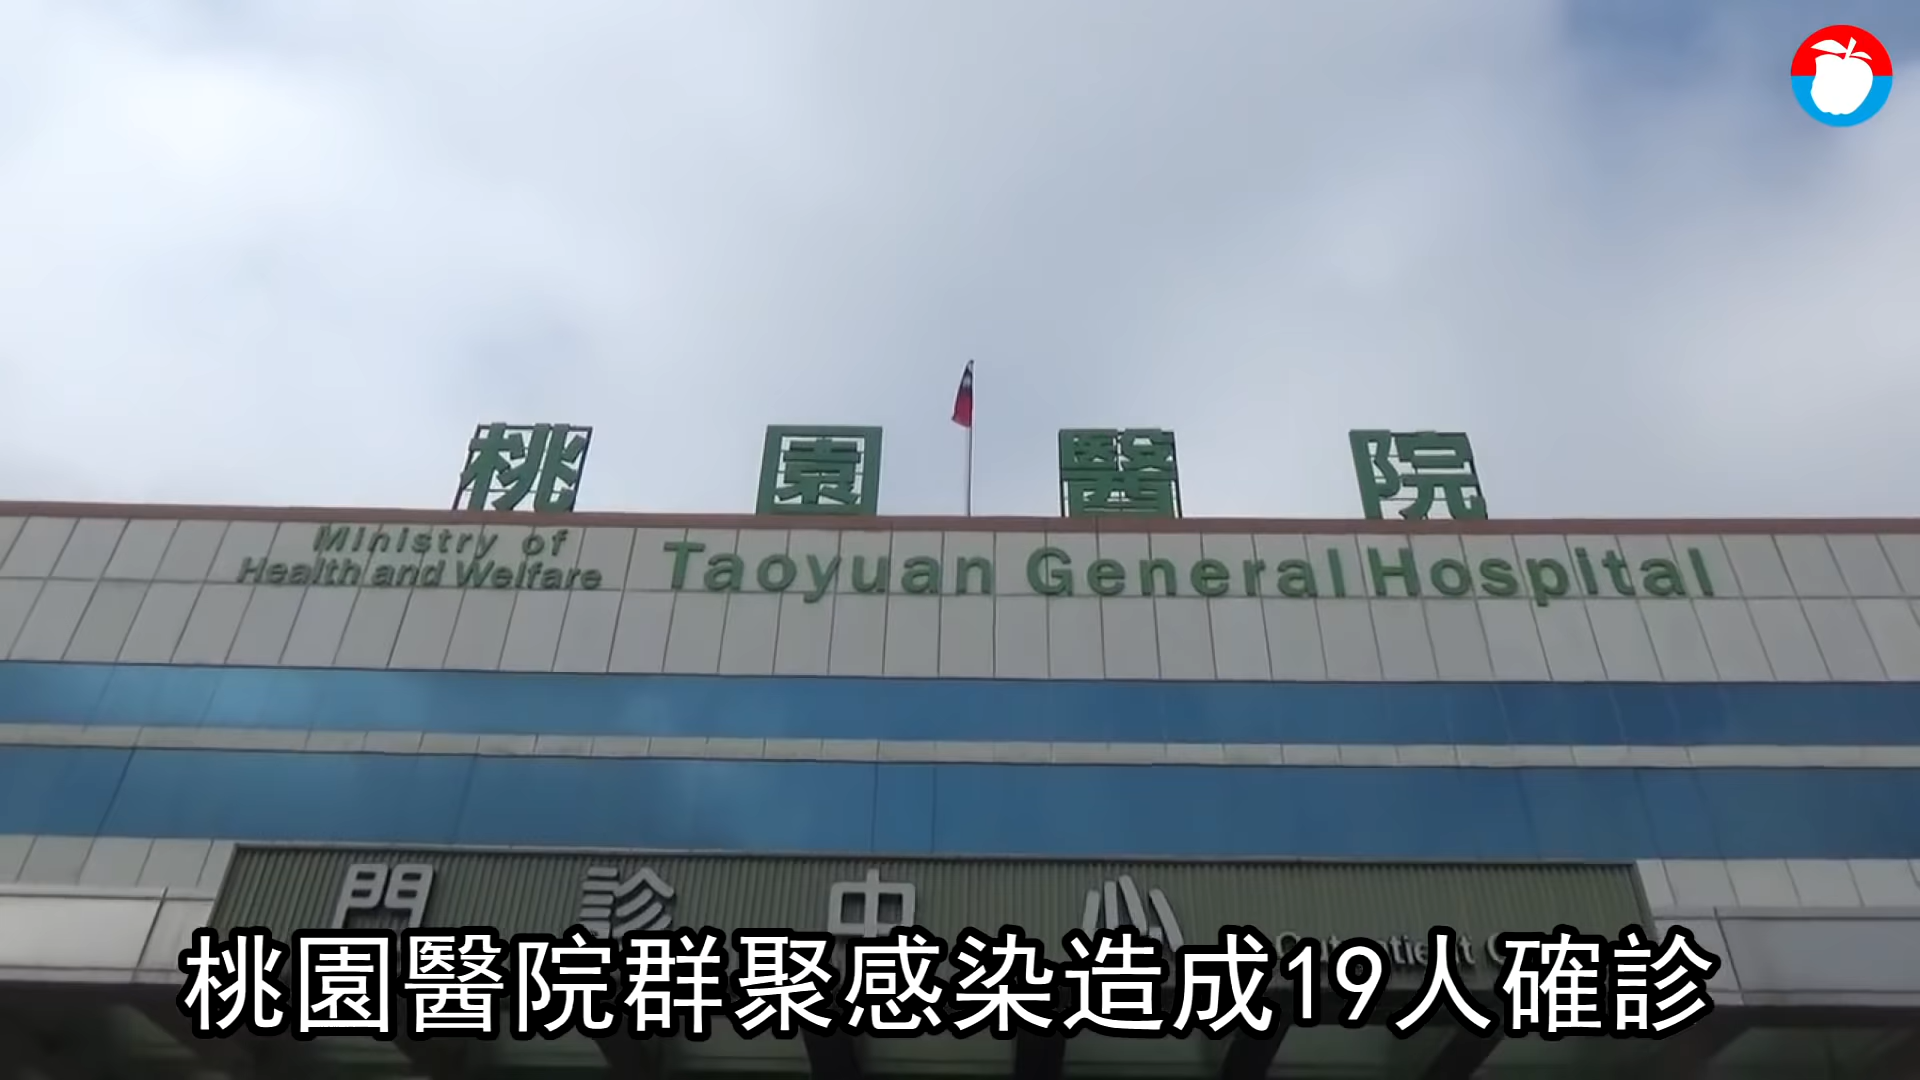 桃園醫院
Ministry of
Health and Welfare
Taoyuan General Hospital
門診中心
桃園醫院群聚感染造成19人確診